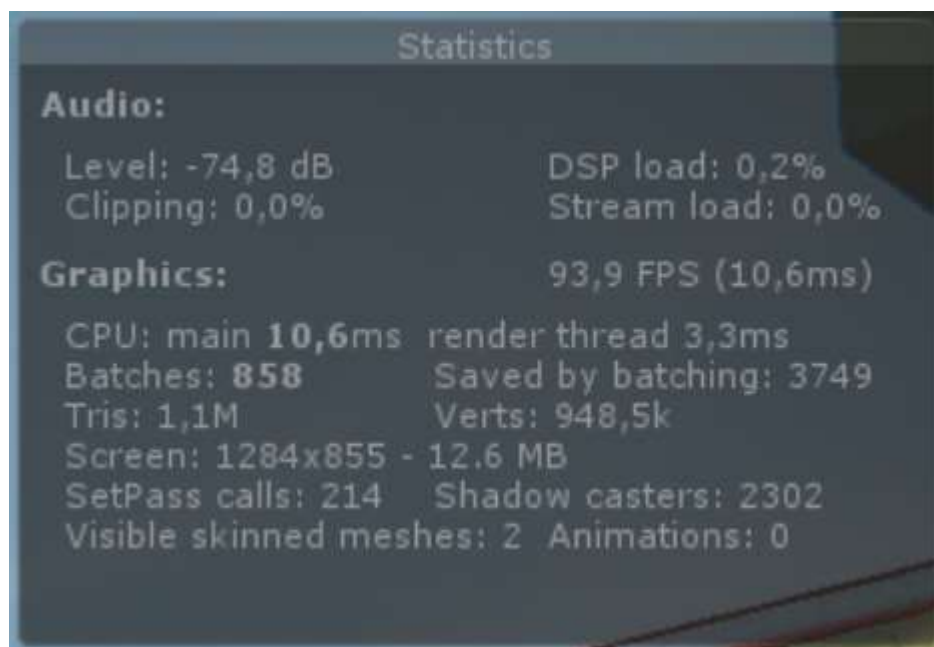 Statistics
Audio:
Level: -74,8 dB DSP load: 0,2%
Clipping: 0,0% Stream load: 0,0%
Graphics: 93,9 FPS (10,6ms)
CPU: main 10,6ms render thread 3,3ms
Batches: 858 Saved by batching: 3749
Tris: 1,1M Verts: 948,5k
Screen: 1284x855 - 12.6 MB
SetPass calls: 214 Shadow casters: 2302
Visible skinned meshes: 2 Animations: 0